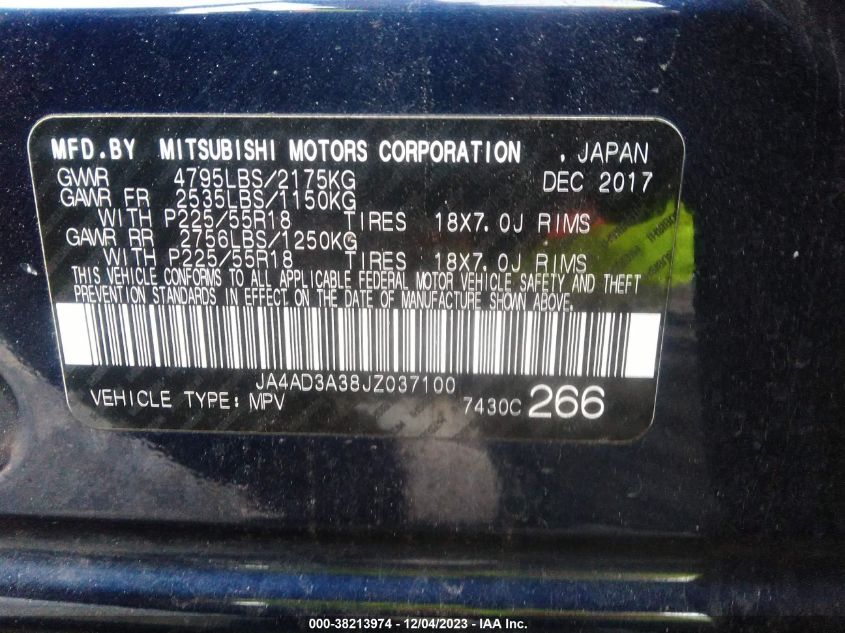 MFD.BY MITSUBISHI MOTORS CORPORATION , JAPAN
GVWR 4795LBS/2175KG DEC 2017
GAWR FR 2535LBS/1150KG
WITH P225/55R18 TIRES 18X7.0J RIMS
GAWR RR 2756LBS/1250KG
WITH P225/55R18 TIRES 18X7.0J RIMS
THIS VEHICLE CONFORMS TO ALL APPLICABLE FEDERAL MOTOR VEHICLE SAFETY AND THEFT
PREVENTION STANDARDS IN EFFECT ON THE DATE OF MANUFACTURE SHOWN ABOVE.
JA4AD3A38JZ037100
VEHICLE TYPE: MPV 7430C 266
000-38213974 - 12/04/2023 - IAA Inc.